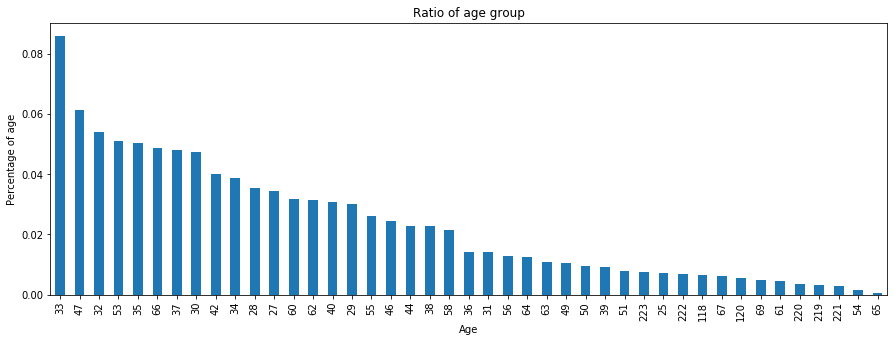 Ratio of age group
Percentage of age
0.08
0.06
0.04
0.02
0.00
33 47 32 53 35 66 37 30 42 34 28 27 60 62 40 29 55 46 44 38 58 36 31 56 64 63 49 50 39 51 223 25 222 118 67 120 69 61 220 219 221 54 65
Age